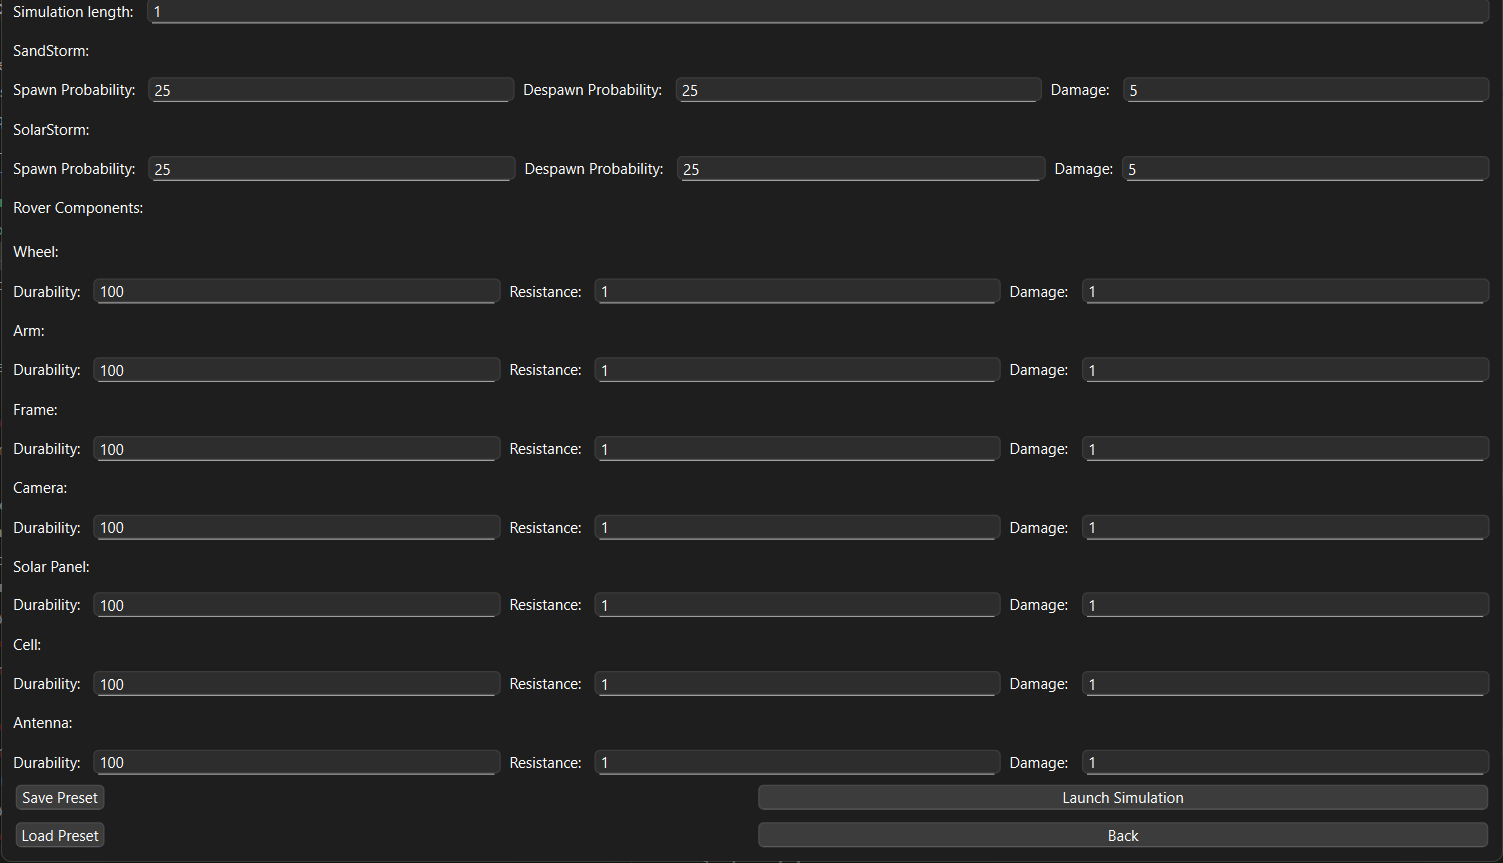 Simulation length: 1
SandStorm:
Spawn Probability: 25 Despawn Probability: 25 Damage: 5
SolarStorm:
Spawn Probability: 25 Despawn Probability: 25 Damage: 5
Rover Components:
Wheel:
Durability: 100 Resistance: 1 Damage: 1
Arm:
Durability: 100 Resistance: 1 Damage: 1
Frame:
Durability: 100 Resistance: 1 Damage: 1
Camera:
Durability: 100 Resistance: 1 Damage: 1
Solar Panel:
Durability: 100 Resistance: 1 Damage: 1
Cell:
Durability: 100 Resistance: 1 Damage: 1
Antenna:
Durability: 100 Resistance: 1 Damage: 1
Save Preset Launch Simulation
Load Preset Back